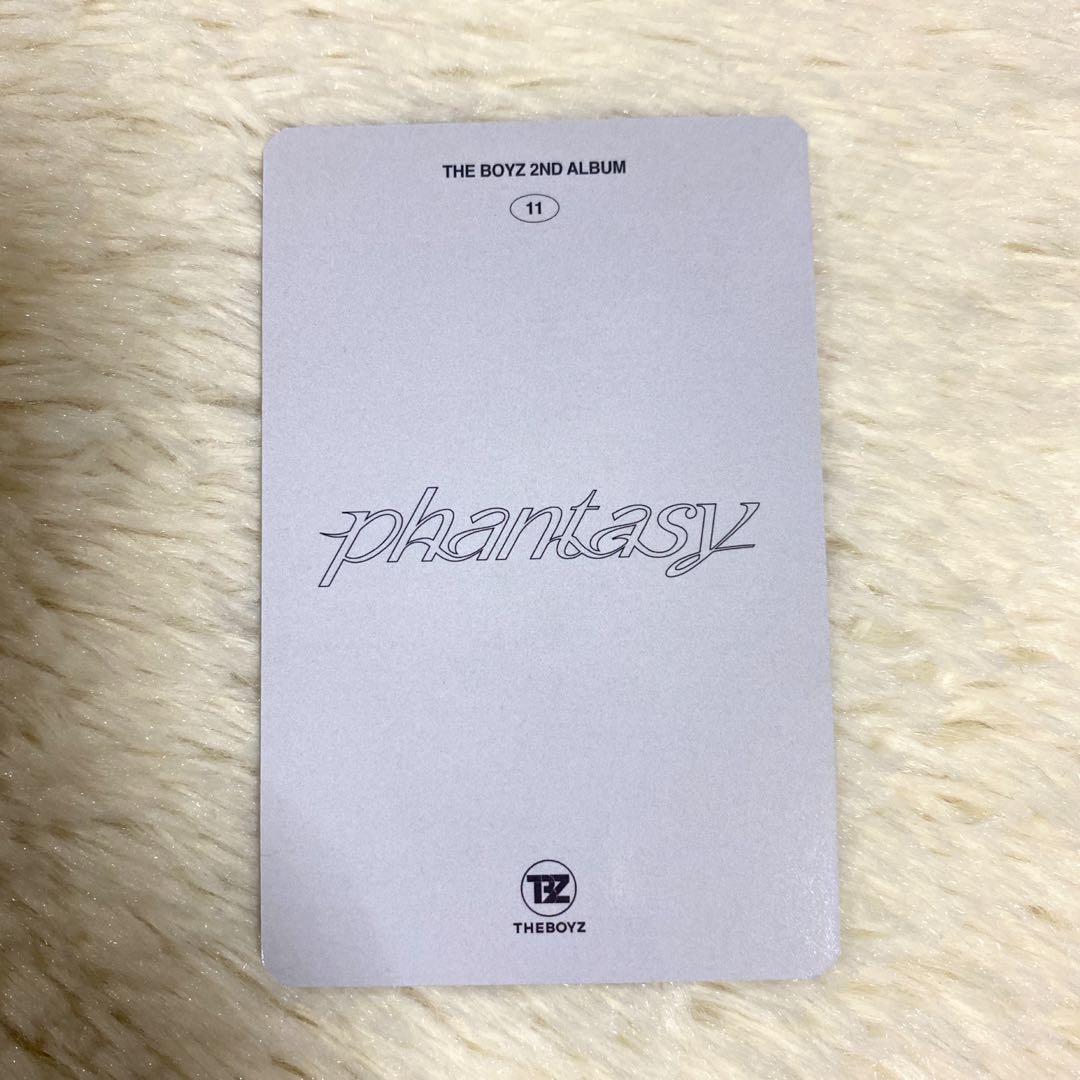 THE BOYZ 2ND ALBUM
11
phantasy
TBZ
THEBOYZ